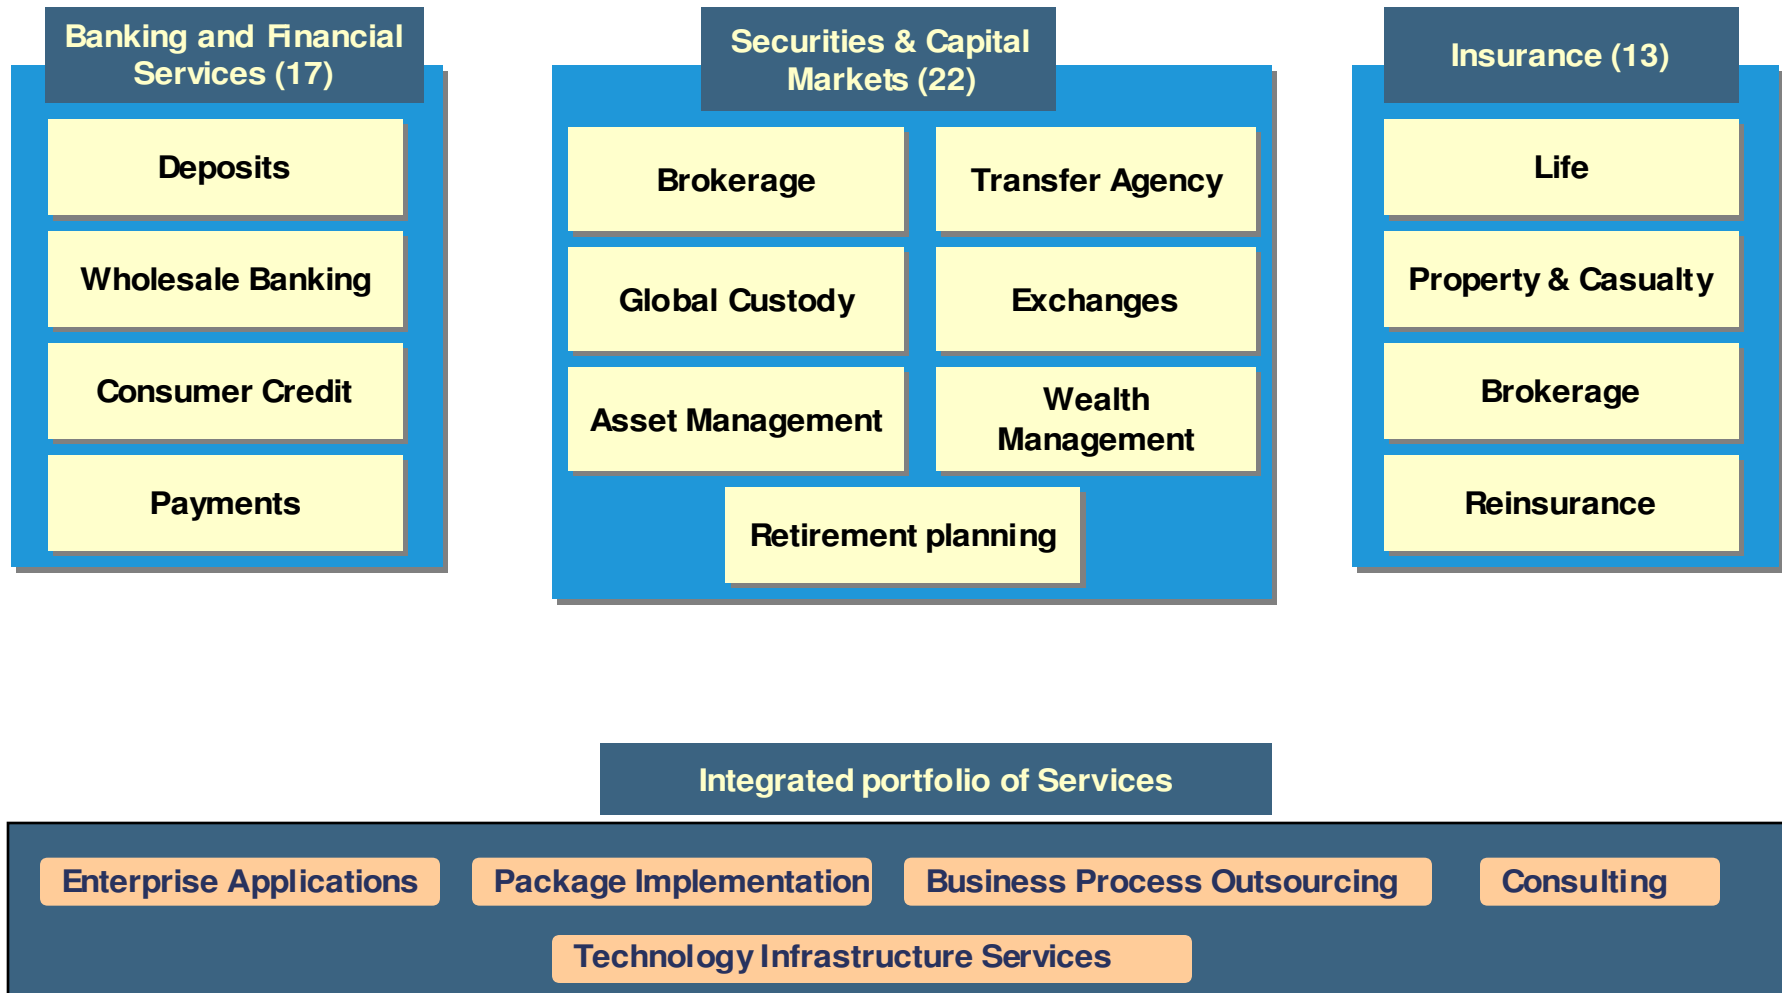 Banking and Financial
Services (17)
Deposits
Wholesale Banking
Consumer Credit
Payments
Securities & Capital
Markets (22)
Brokerage
Transfer Agency
Global Custody
Exchanges
Asset Management
Wealth
Management
Retirement planning
Insurance (13)
Life
Property & Casualty
Brokerage
Reinsurance
Integrated portfolio of Services
Enterprise Applications
Package Implementation
Business Process Outsourcing
Consulting
Technology Infrastructure Services